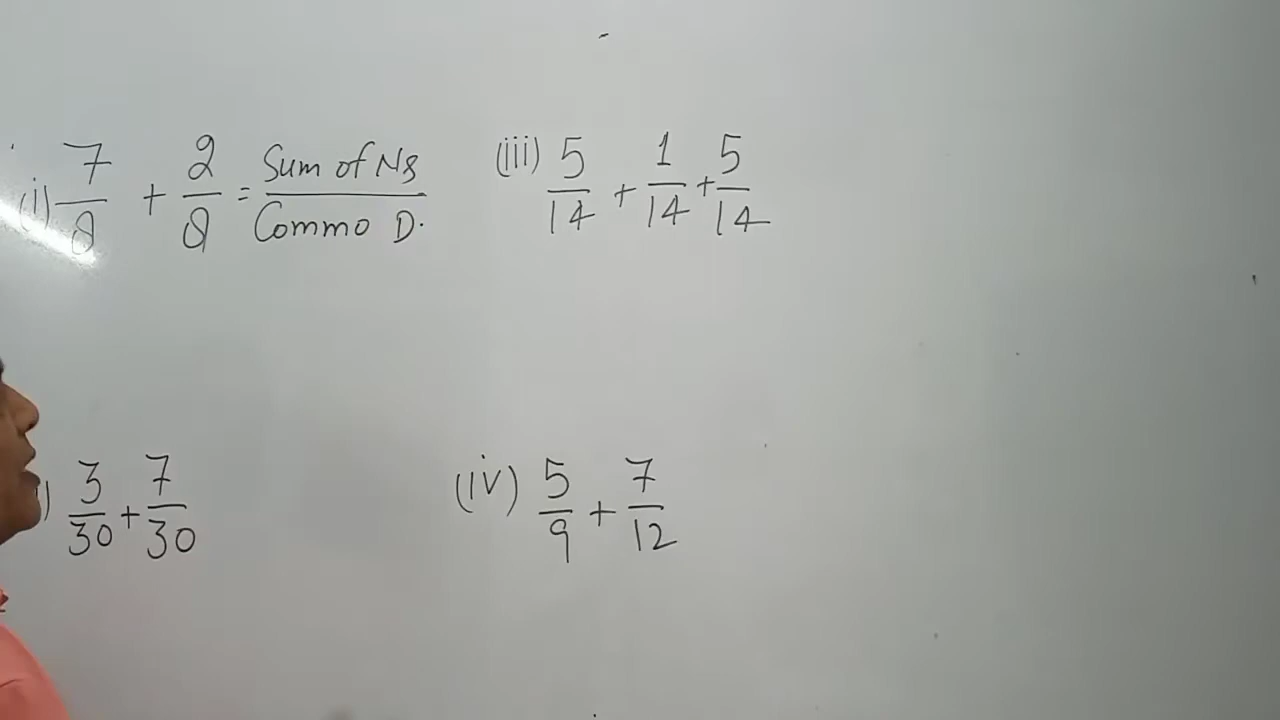 (i) 7/8 + 2/8 = Sum of Ns/Commo D.
(iii) 5/14 + 1/14 + 5/14
) 3/30 + 7/30
(iv) 5/9 + 7/12